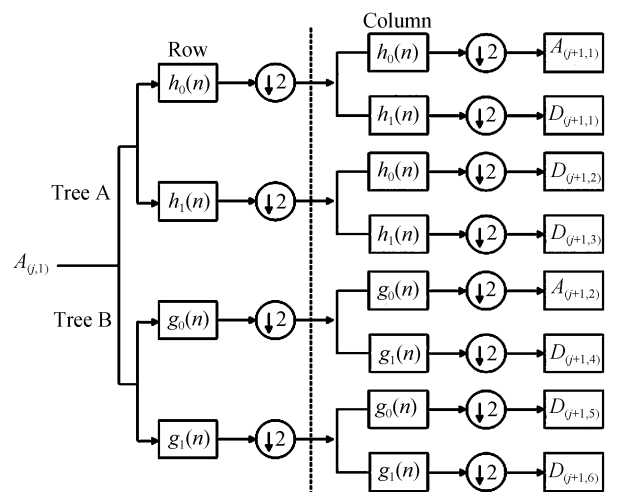 Column
Row
h₀(n) ↓2 h₀(n) ↓2 A₍ⱼ₊₁,₁₎
h₁(n) ↓2 D₍ⱼ₊₁,₁₎
Tree A
h₁(n) ↓2 h₀(n) ↓2 D₍ⱼ₊₁,₂₎
h₁(n) ↓2 D₍ⱼ₊₁,₃₎
A₍ⱼ,₁₎
Tree B
g₀(n) ↓2 g₀(n) ↓2 A₍ⱼ₊₁,₂₎
g₁(n) ↓2 D₍ⱼ₊₁,₄₎
g₁(n) ↓2 g₀(n) ↓2 D₍ⱼ₊₁,₅₎
g₁(n) ↓2 D₍ⱼ₊₁,₆₎